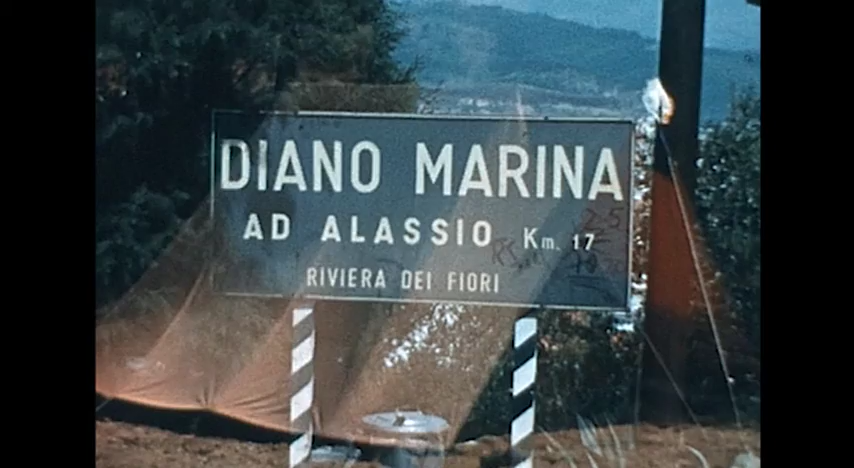 DIANO MARINA
AD ALASSIO Km. 17
RIVIERA DEI FIORI